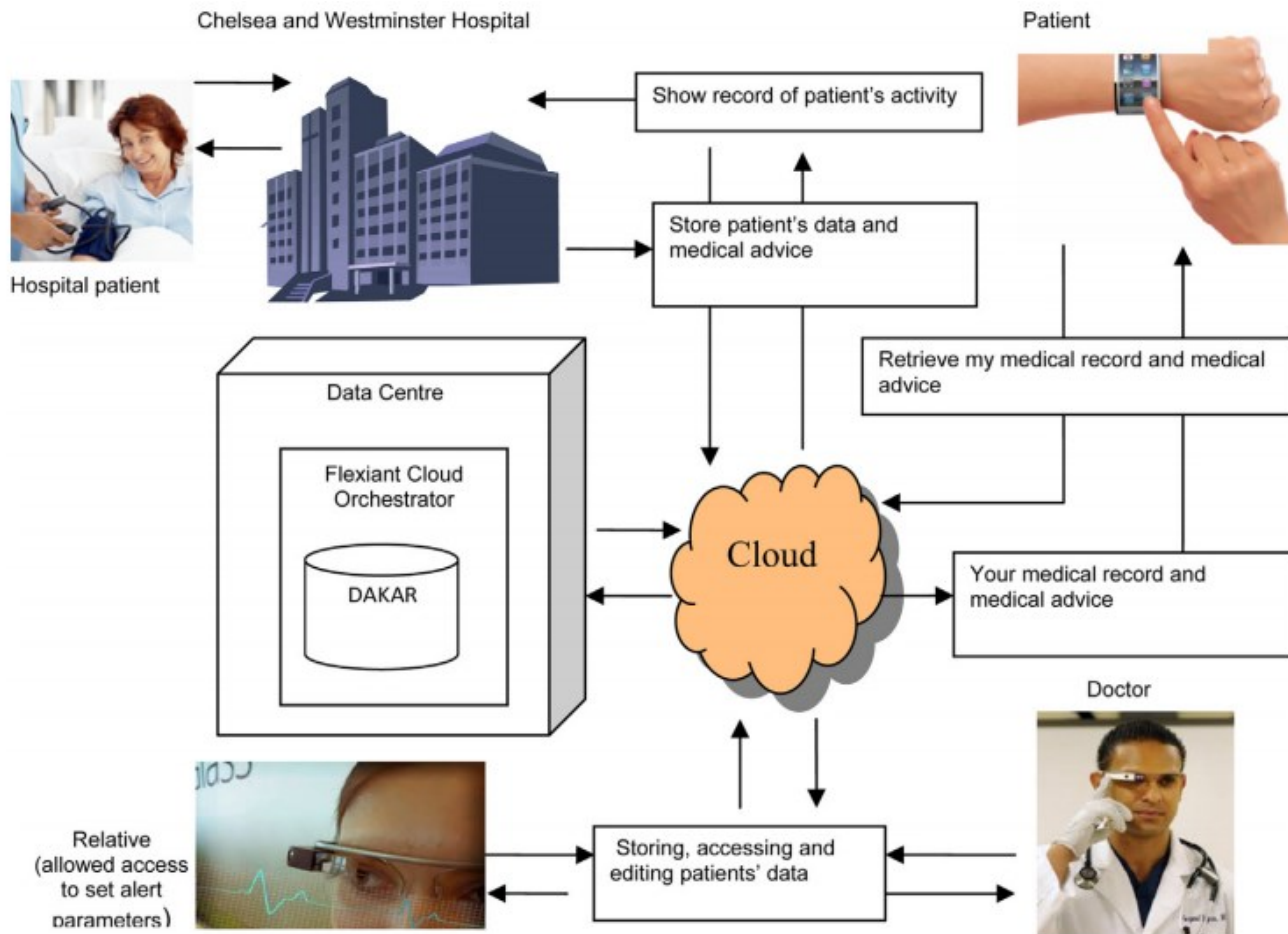 Chelsea and Westminster Hospital
Patient
Show record of patient's activity
Store patient's data and
medical advice
Hospital patient
Retrieve my medical record and medical
advice
Data Centre
Flexiant Cloud
Orchestrator
DAKAR
Cloud
Your medical record and
medical advice
Doctor
Relative
(allowed access
to set alert
parameters)
Storing, accessing and
editing patients' data